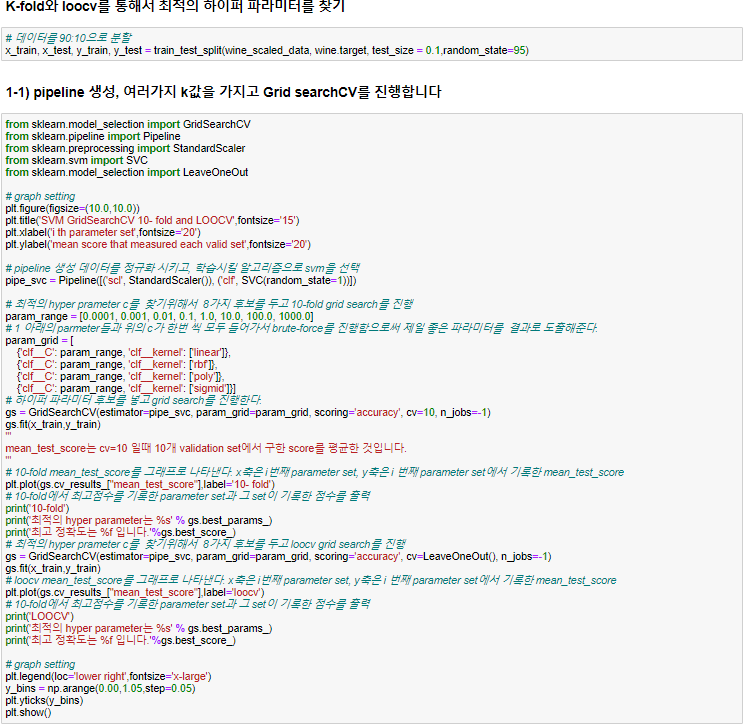 K-fold와 loocv를 통해서 최적의 하이퍼 파라미터를 찾기
# 데이터를 90:10으로 분할
x_train, x_test, y_train, y_test = train_test_split(wine_scaled_data, wine.target, test_size = 0.1,random_state=95)
1-1) pipeline 생성, 여러가지 k값을 가지고 Grid searchCV를 진행합니다
from sklearn.model_selection import GridSearchCV
from sklearn.pipeline import Pipeline
from sklearn.preprocessing import StandardScaler
from sklearn.svm import SVC
from sklearn.model_selection import LeaveOneOut
# graph setting
plt.figure(figsize=(10.0,10.0))
plt.title('SVM GridSearchCV 10- fold and LOOCV',fontsize='15')
plt.xlabel('i th parameter set',fontsize='20')
plt.ylabel('mean score that measured each valid set',fontsize='20')
# pipeline 생성 데이터를 정규화 시키고, 학습시킬 알고리즘으로 svm을 선택
pipe_svc = Pipeline([('scl', StandardScaler()), ('clf', SVC(random_state=1))])
# 최적의 hyper prameter c를 찾기위해서 8가지 후보를 두고 10-fold grid search를 진행
param_range = [0.0001, 0.001, 0.01, 0.1, 1.0, 10.0, 100.0, 1000.0]
# 1 아래의 parmeter들과 위의 c가 한번 씩 모두 들어가서 brute-force를 진행함으로써 제일 좋은 파라미터를 결과로 도출해준다.
param_grid = [
{'clf__C': param_range, 'clf__kernel': ['linear']},
{'clf__C': param_range, 'clf__kernel': ['rbf']},
{'clf__C': param_range, 'clf__kernel': ['poly']},
{'clf__C': param_range, 'clf__kernel': ['sigmid']}]
# 하이퍼 파라미터 후보를 넣고 grid search를 진행한다.
gs = GridSearchCV(estimator=pipe_svc, param_grid=param_grid, scoring='accuracy', cv=10, n_jobs=-1)
gs.fit(x_train,y_train)
'''
mean_test_score는 cv=10 일때 10개 validation set에서 구한 score를 평균한 것입니다.
'''
# 10-fold mean_test_score를 그래프로 나타낸다. x축은 i번째 parameter set, y축은 i 번째 parameter set에서 기록한 mean_test_score
plt.plot(gs.cv_results_["mean_test_score"],label='10- fold')
# 10-fold에서 최고점수를 기록한 parameter set과 그 set이 기록한 점수를 출력
print('10-fold')
print('최적의 hyper parameter는 %s' % gs.best_params_)
print('최고 정확도는 %f 입니다.'%gs.best_score_)
# 최적의 hyper prameter c를 찾기위해서 8가지 후보를 두고 loocv grid search를 진행
gs = GridSearchCV(estimator=pipe_svc, param_grid=param_grid, scoring='accuracy', cv=LeaveOneOut(), n_jobs=-1)
gs.fit(x_train,y_train)
# loocv mean_test_score를 그래프로 나타낸다. x축은 i번째 parameter set, y축은 i 번째 parameter set에서 기록한 mean_test_score
plt.plot(gs.cv_results_["mean_test_score"],label='loocv')
# 10-fold에서 최고점수를 기록한 parameter set과 그 set이 기록한 점수를 출력
print('LOOCV')
print('최적의 hyper parameter는 %s' % gs.best_params_)
print('최고 정확도는 %f 입니다.'%gs.best_score_)
# graph setting
plt.legend(loc='lower right',fontsize='x-large')
y_bins = np.arange(0.00,1.05,step=0.05)
plt.yticks(y_bins)
plt.show()